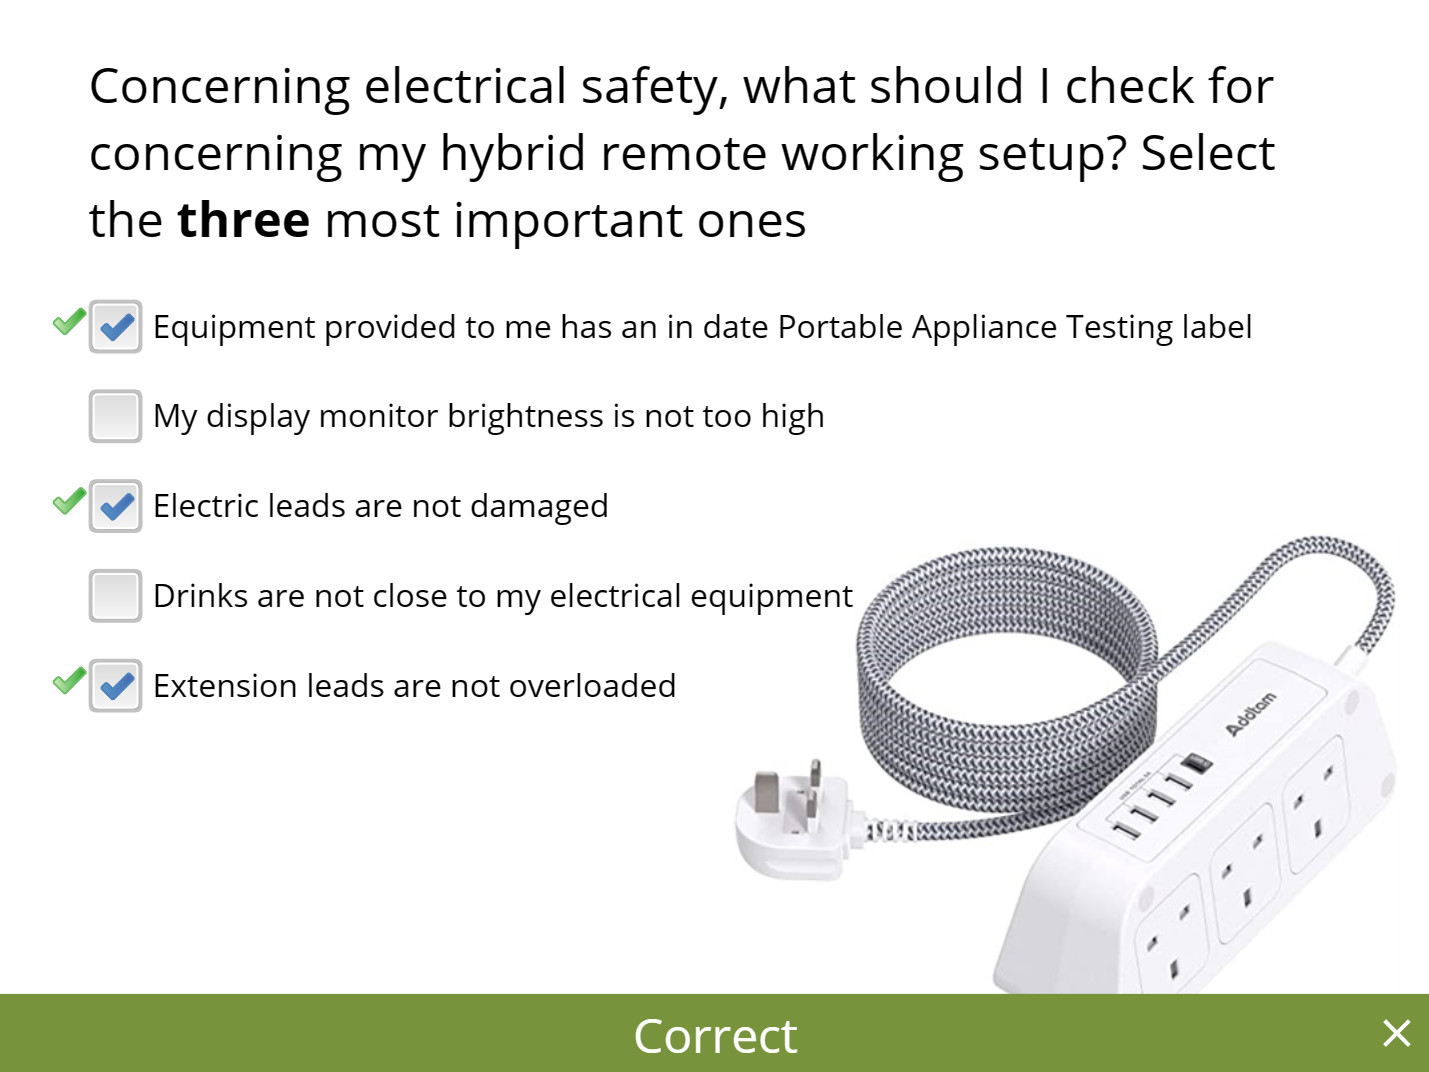 Concerning electrical safety, what should I check for
concerning my hybrid remote working setup? Select
the three most important ones
Equipment provided to me has an in date Portable Appliance Testing label
My display monitor brightness is not too high
Electric leads are not damaged
Drinks are not close to my electrical equipment
Extension leads are not overloaded
Addtam
Correct